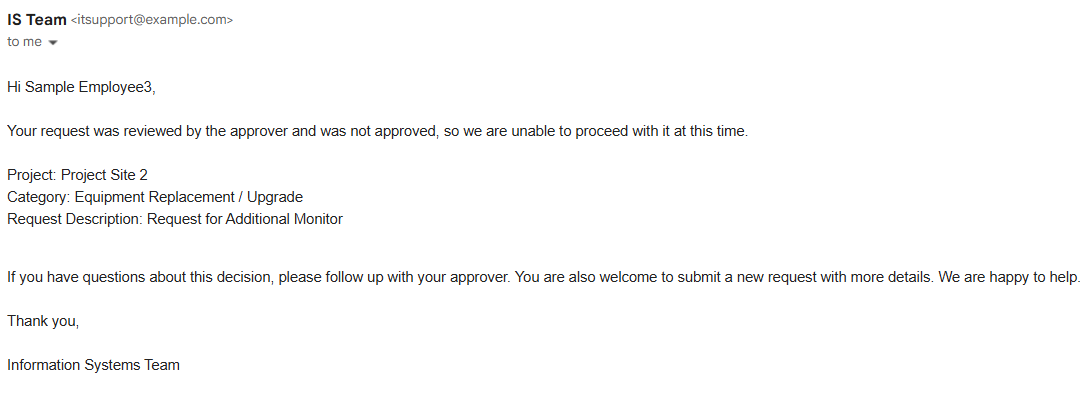 IS Team <itsupport@example.com>
to me
Hi Sample Employee3,
Your request was reviewed by the approver and was not approved, so we are unable to proceed with it at this time.
Project: Project Site 2
Category: Equipment Replacement / Upgrade
Request Description: Request for Additional Monitor
If you have questions about this decision, please follow up with your approver. You are also welcome to submit a new request with more details. We are happy to help.
Thank you,
Information Systems Team